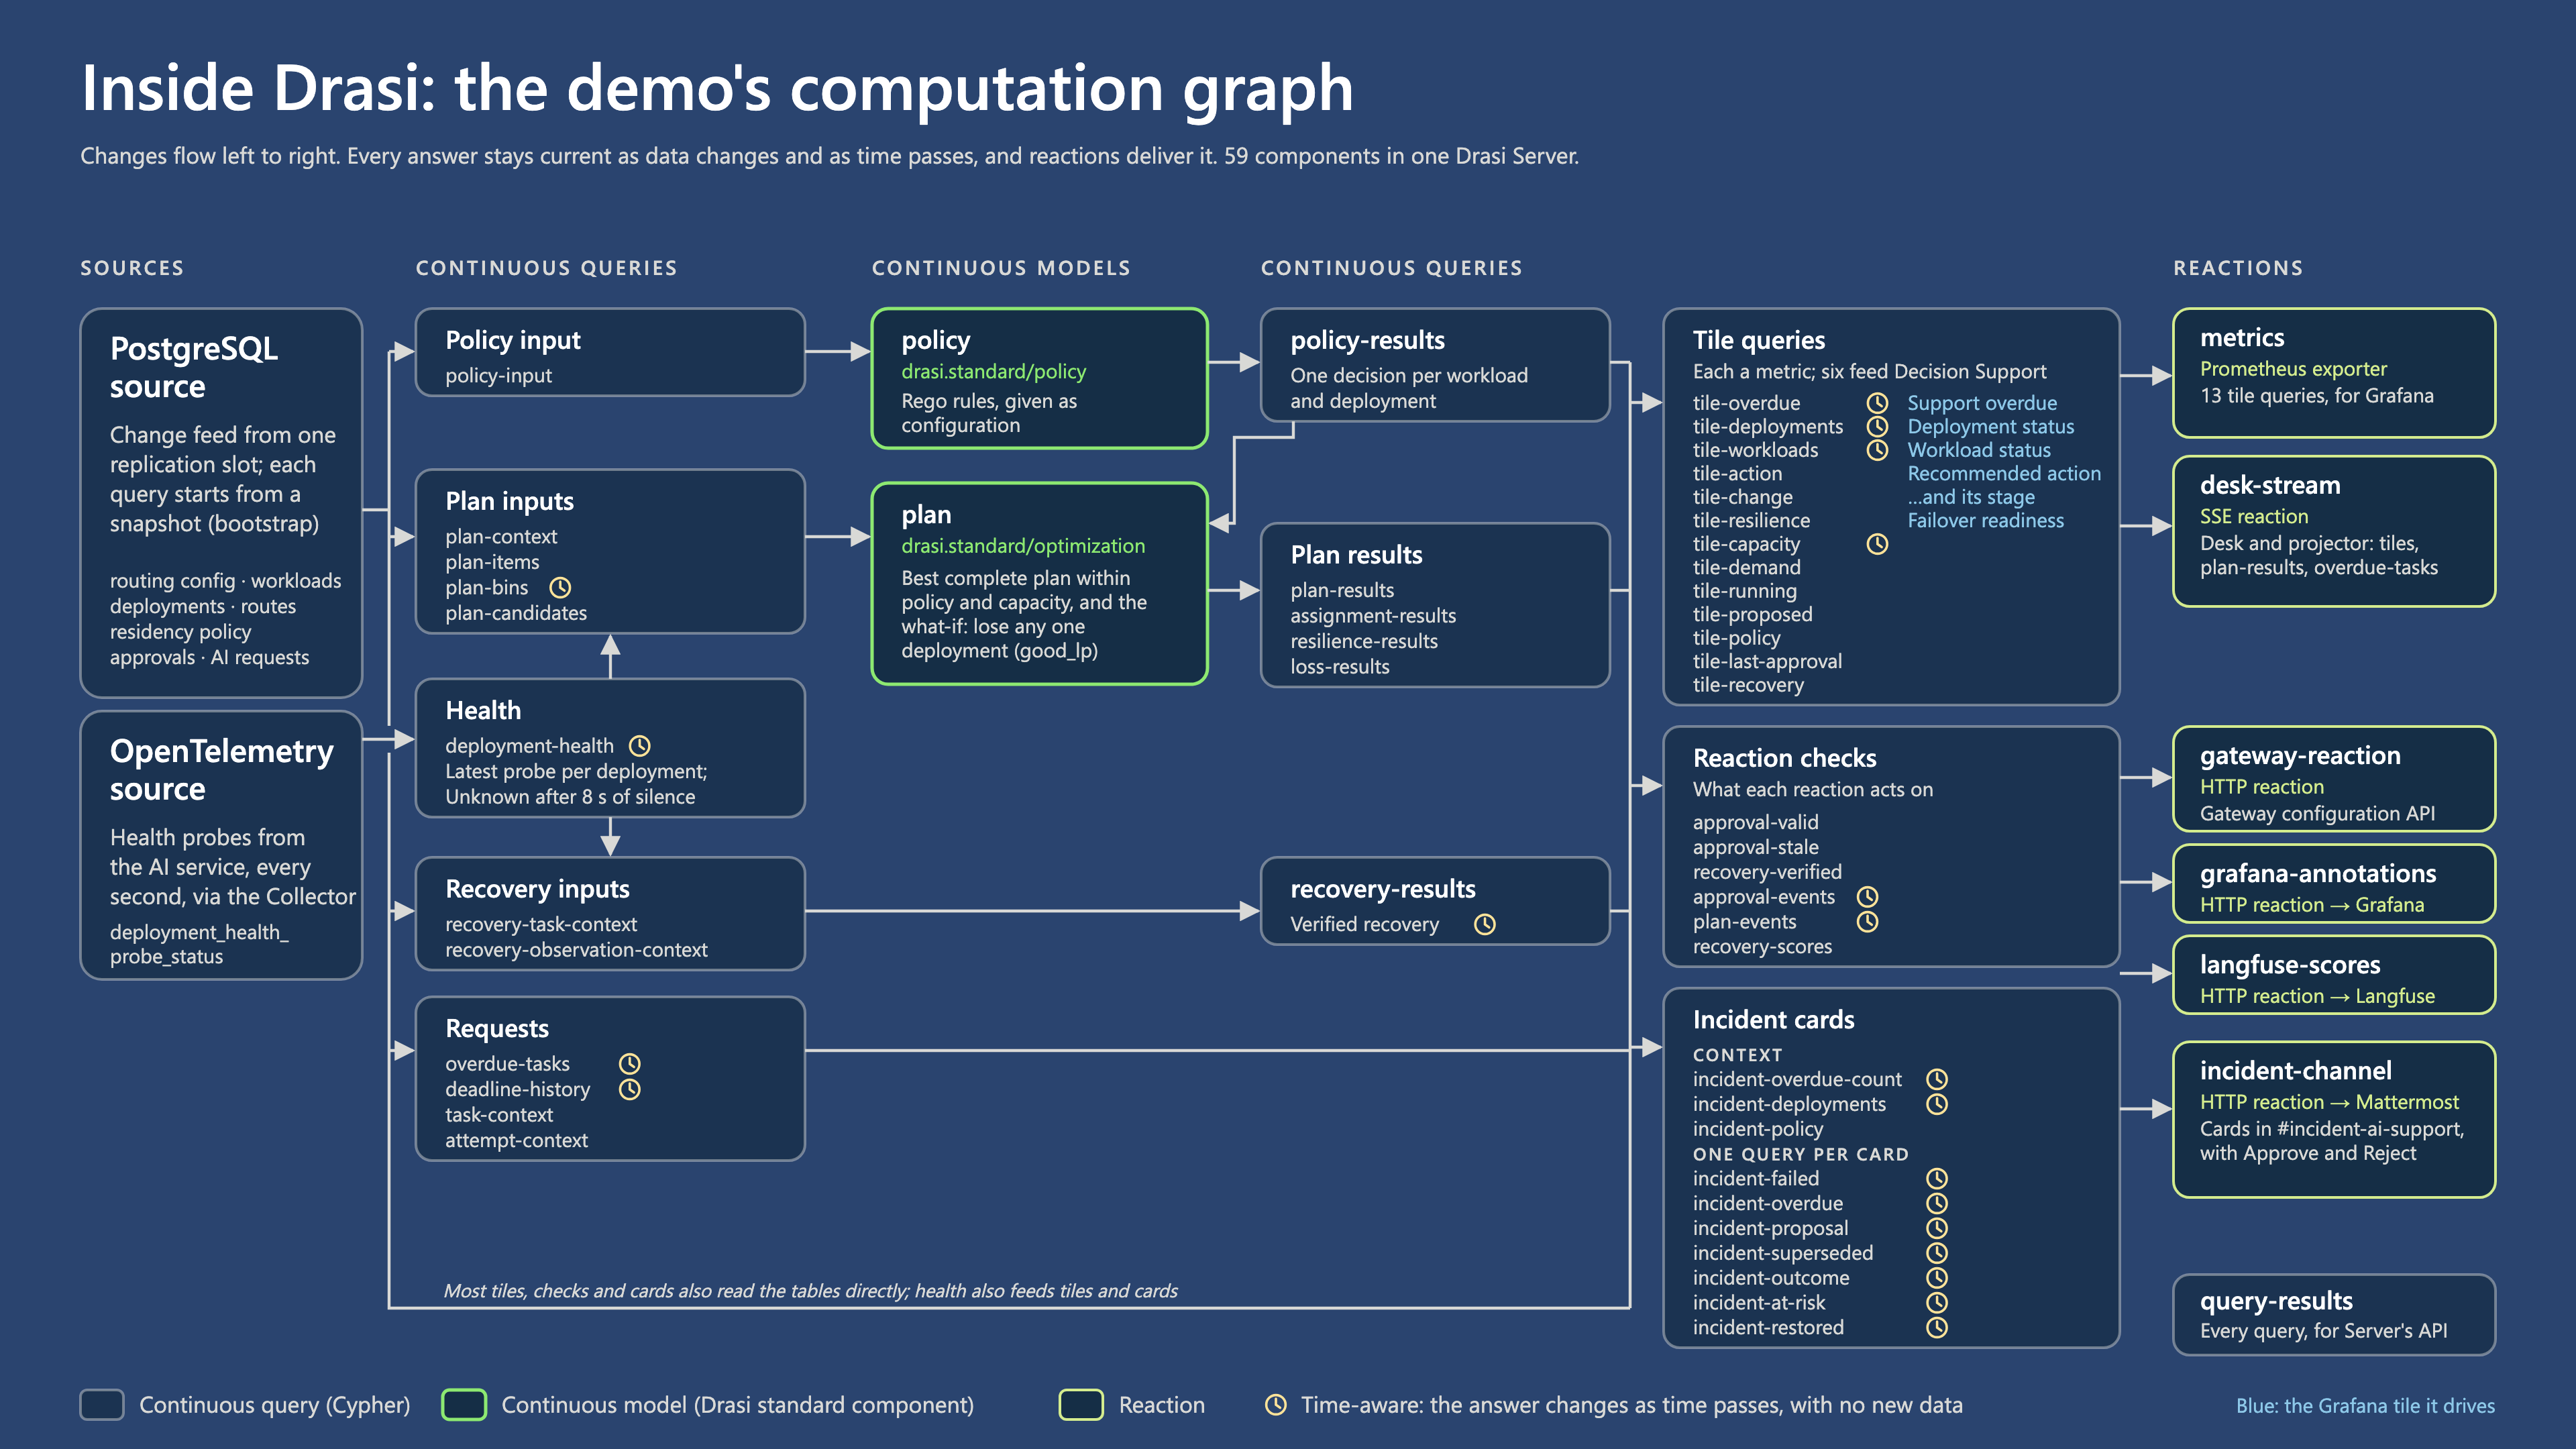 Inside Drasi: the demo's computation graph
Changes flow left to right. Every answer stays current as data changes and as time passes, and reactions deliver it. 59 components in one Drasi Server.
SOURCES
PostgreSQL
source
Change feed from one
replication slot; each
query starts from a
snapshot (bootstrap)
routing config · workloads
deployments · routes
residency policy
approvals · AI requests
OpenTelemetry
source
Health probes from
the AI service, every
second, via the Collector
deployment_health_
probe_status
CONTINUOUS QUERIES
Policy input
policy-input
Plan inputs
plan-context
plan-items
plan-bins
plan-candidates
Health
deployment-health
Latest probe per deployment;
Unknown after 8 s of silence
Recovery inputs
recovery-task-context
recovery-observation-context
Requests
overdue-tasks
deadline-history
task-context
attempt-context
Most tiles, checks and cards also read the tables directly; health also feeds tiles and cards
CONTINUOUS MODELS
policy
drasi.standard/policy
Rego rules, given as
configuration
plan
drasi.standard/optimization
Best complete plan within
policy and capacity, and the
what-if: lose any one
deployment (good_lp)
CONTINUOUS QUERIES
policy-results
One decision per workload
and deployment
Plan results
plan-results
assignment-results
resilience-results
loss-results
recovery-results
Verified recovery
Tile queries
Each a metric; six feed Decision Support
tile-overdue Support overdue
tile-deployments Deployment status
tile-workloads Workload status
tile-action Recommended action
tile-change ...and its stage
tile-resilience Failover readiness
tile-capacity
tile-demand
tile-running
tile-proposed
tile-policy
tile-last-approval
tile-recovery
Reaction checks
What each reaction acts on
approval-valid
approval-stale
recovery-verified
approval-events
plan-events
recovery-scores
Incident cards
CONTEXT
incident-overdue-count
incident-deployments
incident-policy
ONE QUERY PER CARD
incident-failed
incident-overdue
incident-proposal
incident-superseded
incident-outcome
incident-at-risk
incident-restored
REACTIONS
metrics
Prometheus exporter
13 tile queries, for Grafana
desk-stream
SSE reaction
Desk and projector: tiles,
plan-results, overdue-tasks
gateway-reaction
HTTP reaction
Gateway configuration API
grafana-annotations
HTTP reaction → Grafana
langfuse-scores
HTTP reaction → Langfuse
incident-channel
HTTP reaction → Mattermost
Cards in #incident-ai-support,
with Approve and Reject
query-results
Every query, for Server's API
Continuous query (Cypher)
Continuous model (Drasi standard component)
Reaction
Time-aware: the answer changes as time passes, with no new data
Blue: the Grafana tile it drives